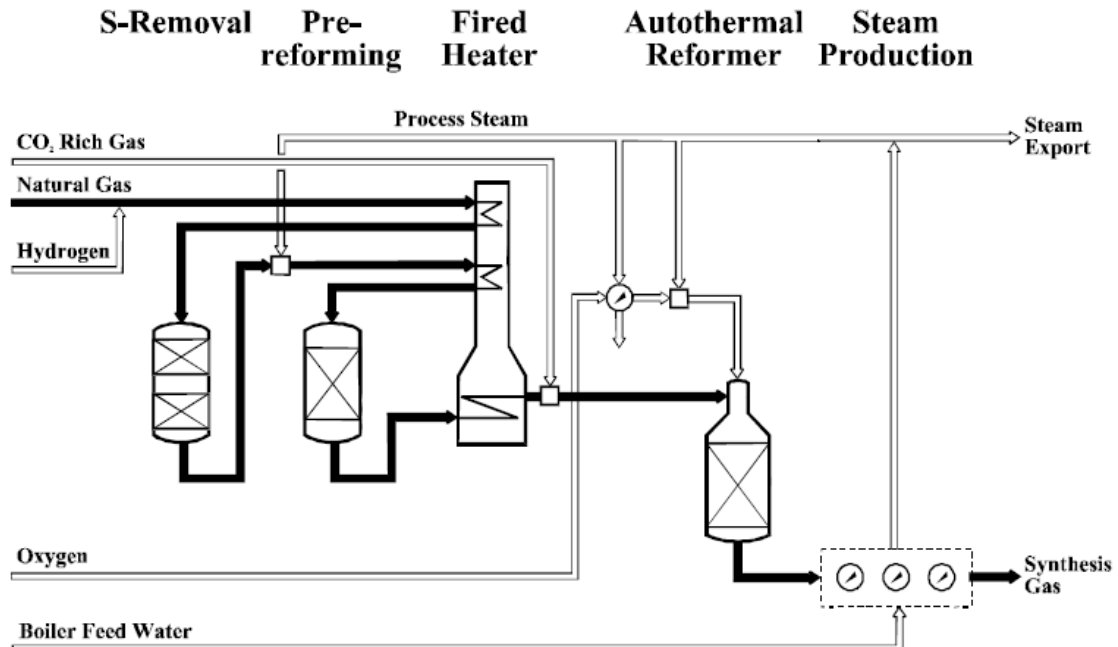 S-Removal
Pre-
reforming
Fired
Heater
Autothermal
Reformer
Steam
Production
Process Steam
Steam
Export
CO₂ Rich Gas
Natural Gas
Hydrogen
Oxygen
Synthesis
Gas
Boiler Feed Water